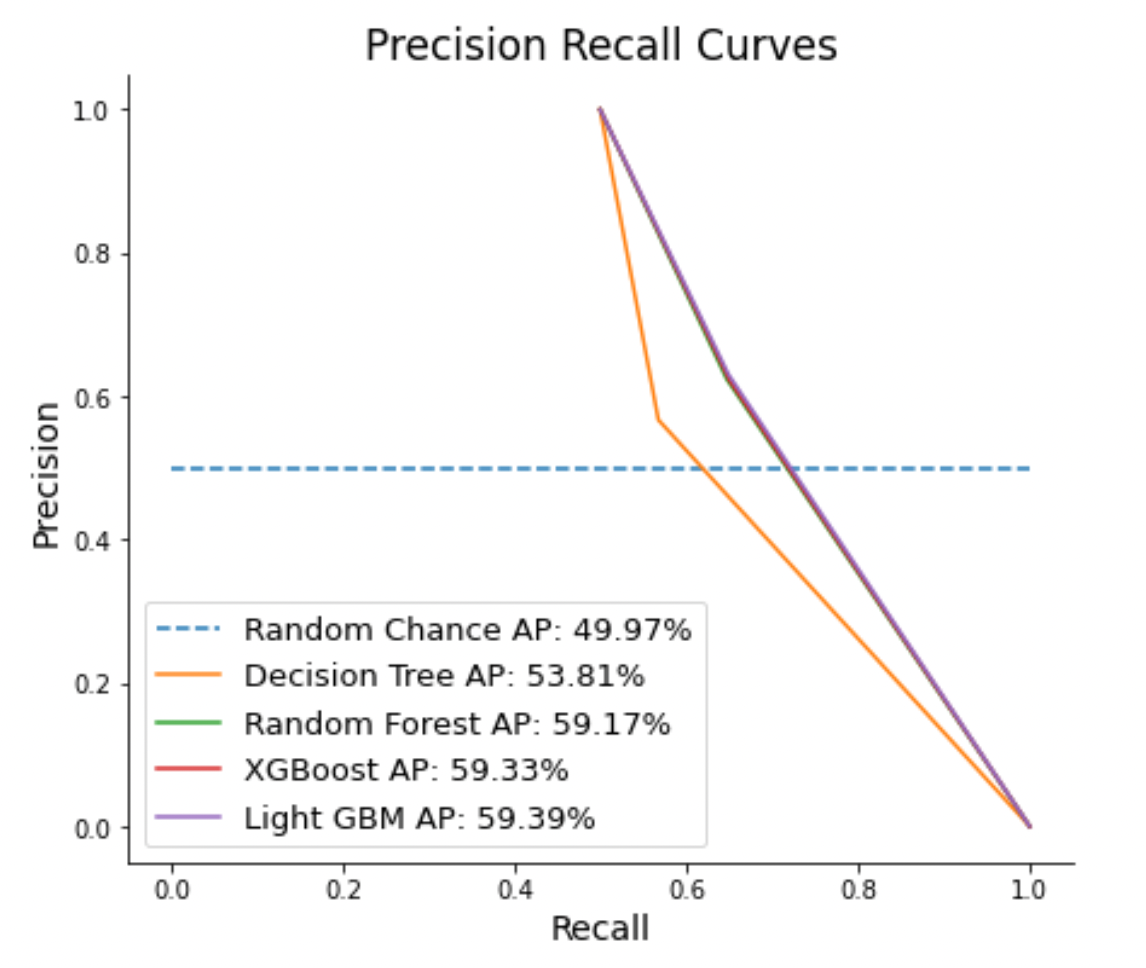 Precision Recall Curves
1.0
0.8
0.6
0.4
0.2
0.0
Precision
Random Chance AP: 49.97%
Decision Tree AP: 53.81%
Random Forest AP: 59.17%
XGBoost AP: 59.33%
Light GBM AP: 59.39%
0.0 0.2 0.4 0.6 0.8 1.0
Recall